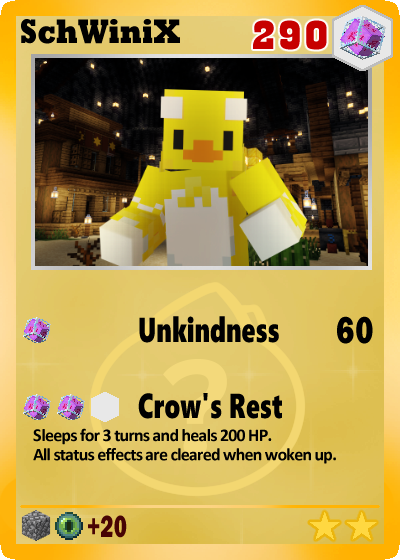 SchWiniX 290
Unkindness 60
Crow's Rest
Sleeps for 3 turns and heals 200 HP.
All status effects are cleared when woken up.
+20